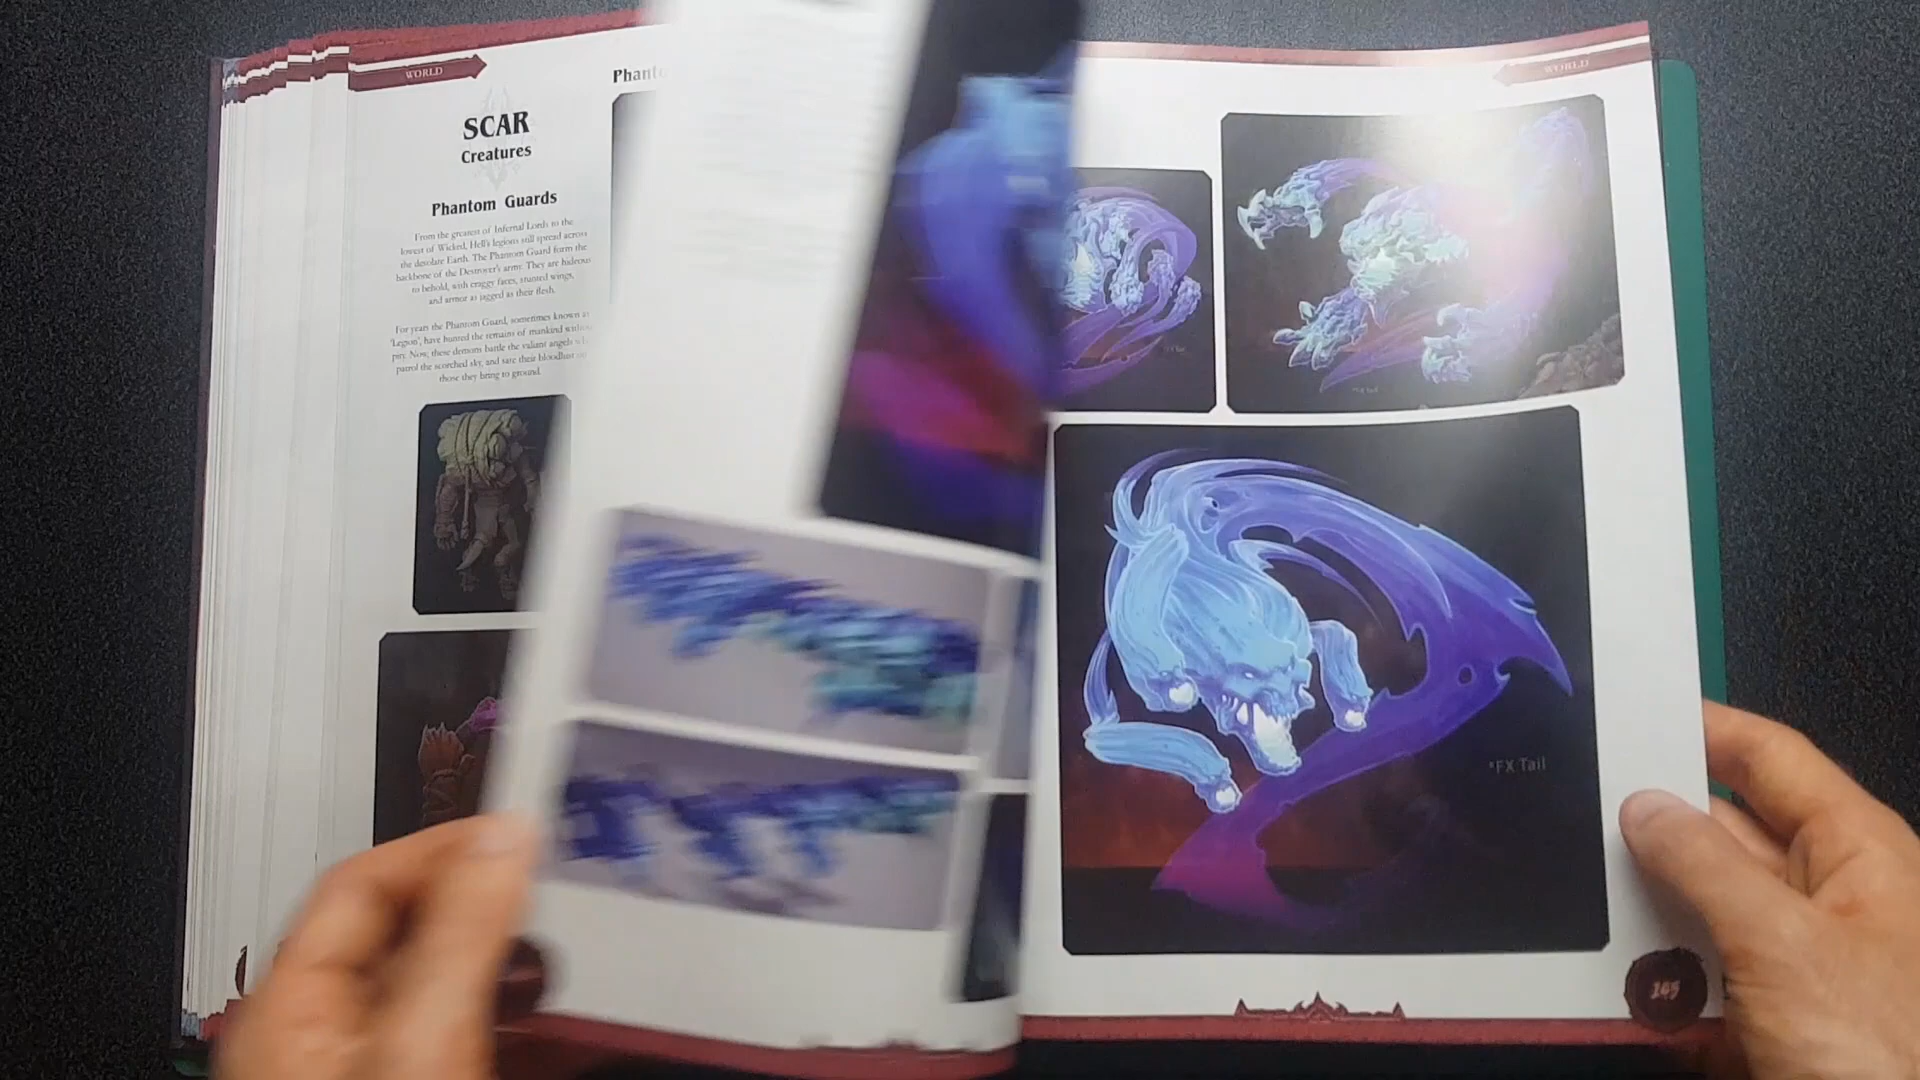 WORLD
SCAR
Creatures
Phantom Guards
From the greatest of Infernal Lords to the
lowest of Wicked, Hell's legions still spread across
the desolate Earth. The Phantom Guard form the
backbone of the Destroyer's army. They are hideous
to behold, with craggy faces, stunted wings,
and armor as jagged as their flesh.
For years the Phantom Guard, sometimes known as
'Legion', have hunted the remains of mankind without
pity. Now, these demons battle the valiant angels
patrol the scorched sky, and sate their bloodlust on
those they bring to ground.
WORLD
*FX Tail
165